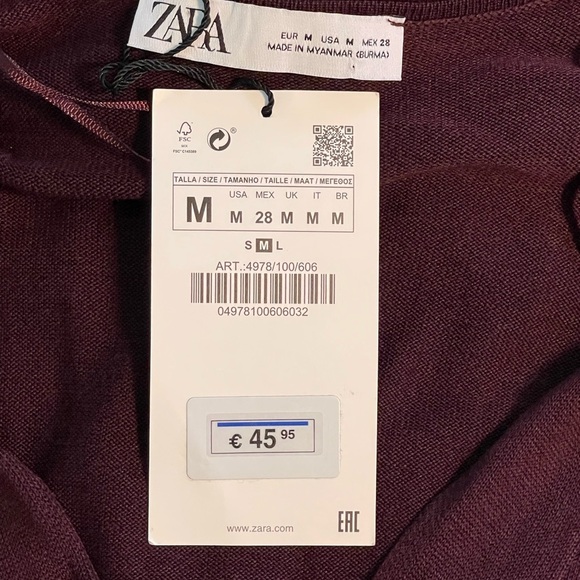 ZARA
EUR M USA M MEX 28
MADE IN MYANMAR (BURMA)
FSC
TALLA / SIZE / TAMANHO / TAILLE / MAAT / ΜΕΓΕΘΟΣ
USA MEX UK IT BR
M M 28 M M M
S M L
ART.:4978/100/606
04978100606032
€ 45 95
www.zara.com
EAC